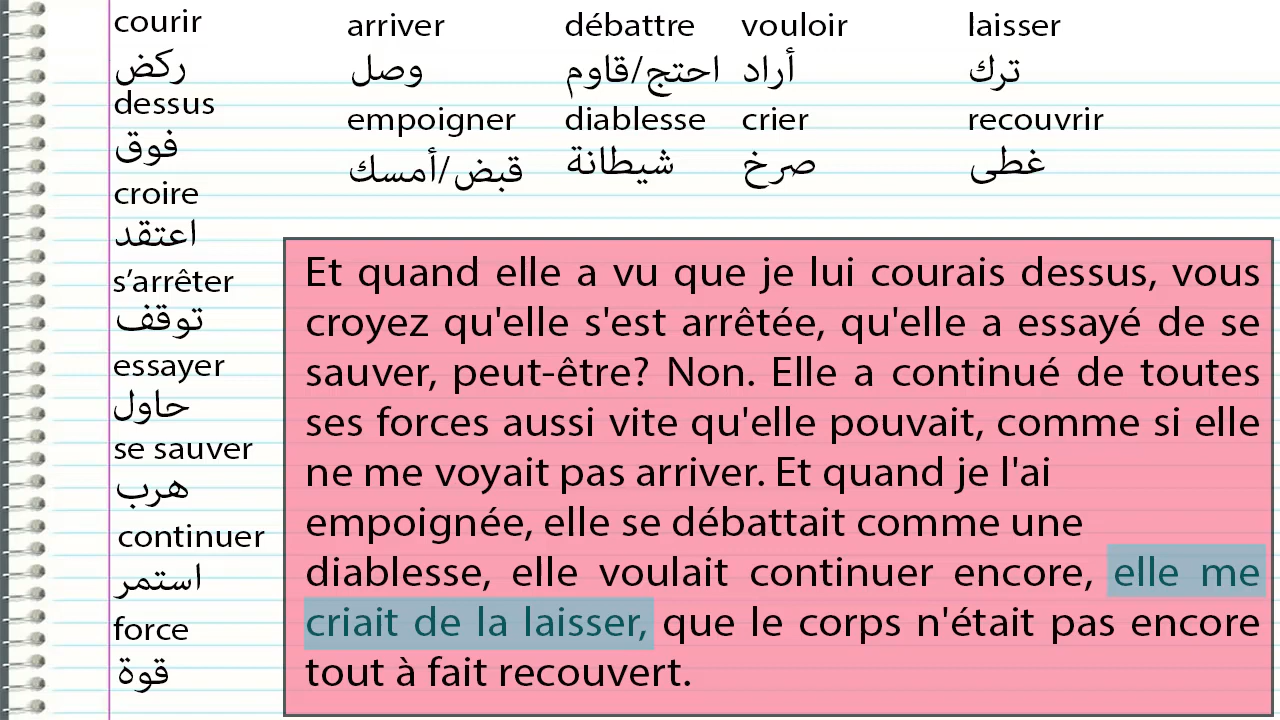 courir
ركض
dessus
فوق
croire
اعتقد
s’arrêter
توقف
essayer
حاول
se sauver
هرب
continuer
استمر
force
قوة
arriver
وصل
empoigner
قبض/أمسك
débattre
احتج/قاوم
diablesse
شيطانة
vouloir
أراد
crier
صرخ
laisser
ترك
recouvrir
غطى
Et quand elle a vu que je lui courais dessus, vous
croyez qu'elle s'est arrêtée, qu'elle a essayé de se
sauver, peut-être? Non. Elle a continué de toutes
ses forces aussi vite qu'elle pouvait, comme si elle
ne me voyait pas arriver. Et quand je l'ai
empoignée, elle se débattait comme une
diablesse, elle voulait continuer encore, elle me
criait de la laisser, que le corps n'était pas encore
tout à fait recouvert.